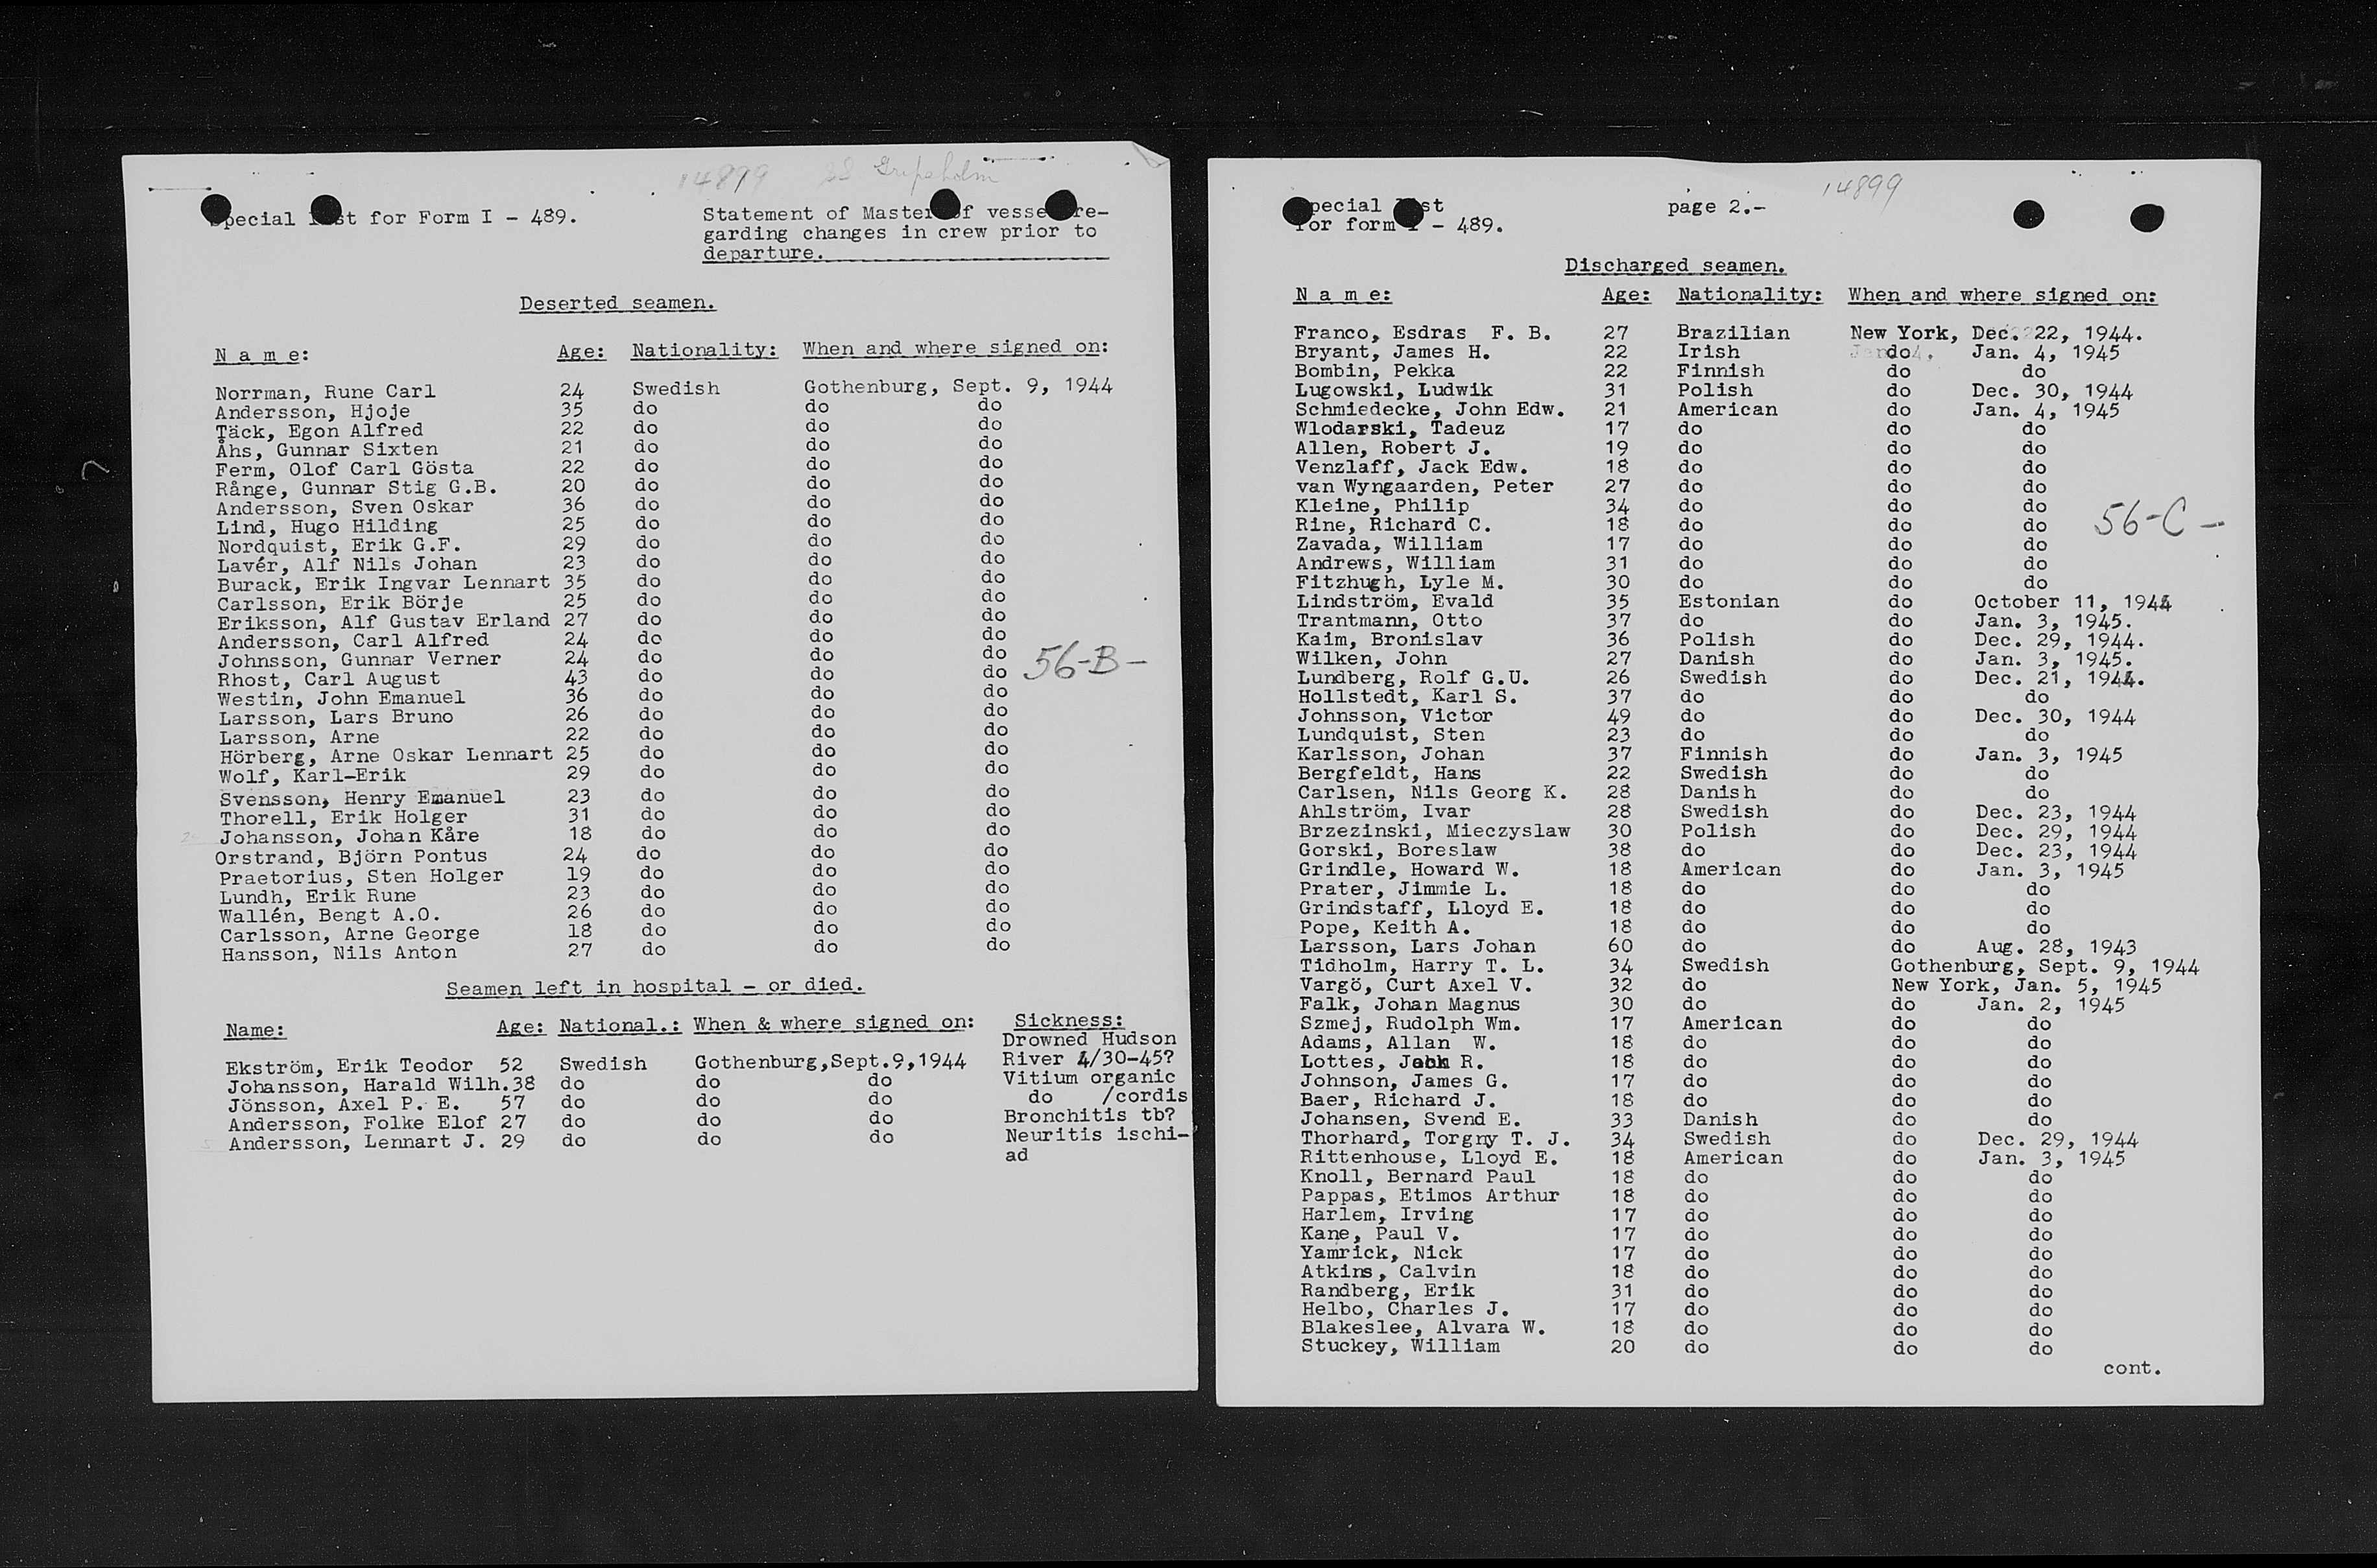 14899 SS Gripsholm
Special List for Form I - 489.
Statement of Master of vessel re-
garding changes in crew prior to
departure.
Deserted seamen.
N a m e: Age: Nationality: When and where signed on:
Norrman, Rune Carl 24 Swedish Gothenburg, Sept. 9, 1944
Andersson, Hjoje 35 do do do
Täck, Egon Alfred 22 do do do
Åhs, Gunnar Sixten 21 do do do
Ferm, Olof Carl Gösta 22 do do do
Rånge, Gunnar Stig G.B. 20 do do do
Andersson, Sven Oskar 36 do do do
Lind, Hugo Hilding 25 do do do
Nordquist, Erik G.F. 29 do do do
Lavér, Alf Nils Johan 23 do do do
Burack, Erik Ingvar Lennart 35 do do do
Carlsson, Erik Börje 25 do do do
Eriksson, Alf Gustav Erland 27 do do do
Andersson, Carl Alfred 24 do do do
Johnsson, Gunnar Verner 24 do do do
56-B-
Rhost, Carl August 43 do do do
Westin, John Emanuel 36 do do do
Larsson, Lars Bruno 26 do do do
Larsson, Arne 22 do do do
Hörberg, Arne Oskar Lennart 25 do do do
Wolf, Karl-Erik 29 do do do
Svensson, Henry Emanuel 23 do do do
Thorell, Erik Holger 31 do do do
Johansson, Johan Kåre 18 do do do
Orstrand, Björn Pontus 24 do do do
Praetorius, Sten Holger 19 do do do
Lundh, Erik Rune 23 do do do
Wallén, Bengt A.O. 26 do do do
Carlsson, Arne George 18 do do do
Hansson, Nils Anton 27 do do do
Seamen left in hospital - or died.
Name: Age: National.: When & where signed on: Sickness:
Drowned Hudson
Ekström, Erik Teodor 52 Swedish Gothenburg,Sept.9,1944 River 4/30-45?
Johansson, Harald Wilh.38 do do do Vitium organic
Jönsson, Axel P. E. 57 do do do do /cordis
Andersson, Folke Elof 27 do do do Bronchitis tb?
Andersson, Lennart J. 29 do do do Neuritis ischi-
ad
14899
Special List page 2.-
for form I - 489.
Discharged seamen.
N a m e: Age: Nationality: When and where signed on:
Franco, Esdras F. B. 27 Brazilian New York, Dec. 22, 1944.
Bryant, James H. 22 Irish do Jan. 4, 1945
Bombin, Pekka 22 Finnish do do
Lugowski, Ludwik 31 Polish do Dec. 30, 1944
Schmiedecke, John Edw. 21 American do Jan. 4, 1945
Wlodarski, Tadeuz 17 do do do
Allen, Robert J. 19 do do do
Venzlaff, Jack Edw. 18 do do do
van Wyngaarden, Peter 27 do do do
Kleine, Philip 34 do do do
56-C-
Rine, Richard C. 18 do do do
Zavada, William 17 do do do
Andrews, William 31 do do do
Fitzhugh, Lyle M. 30 do do do
Lindström, Evald 35 Estonian do October 11, 1944
Trantmann, Otto 37 do do Jan. 3, 1945.
Kaim, Bronislav 36 Polish do Dec. 29, 1944.
Wilken, John 27 Danish do Jan. 3, 1945.
Lundberg, Rolf G.U. 26 Swedish do Dec. 21, 1944.
Hollstedt, Karl S. 37 do do do
Johnsson, Victor 49 do do Dec. 30, 1944
Lundquist, Sten 23 do do do
Karlsson, Johan 37 Finnish do Jan. 3, 1945
Bergfeldt, Hans 22 Swedish do do
Carlsen, Nils Georg K. 28 Danish do do
Ahlström, Ivar 28 Swedish do Dec. 23, 1944
Brzezinski, Mieczyslaw 30 Polish do Dec. 29, 1944
Gorski, Boreslaw 38 do do Dec. 23, 1944
Grindle, Howard W. 18 American do Jan. 3, 1945
Prater, Jimmie L. 18 do do do
Grindstaff, Lloyd E. 18 do do do
Pope, Keith A. 18 do do do
Larsson, Lars Johan 60 do do Aug. 28, 1943
Tidholm, Harry T. L. 34 Swedish Gothenburg, Sept. 9, 1944
Vargö, Curt Axel V. 32 do New York, Jan. 5, 1945
Falk, Johan Magnus 30 do do Jan. 2, 1945
Szmej, Rudolph Wm. 17 American do do
Adams, Allan W. 18 do do do
Lottes, R. 18 do do do
Johnson, James G. 17 do do do
Baer, Richard J. 18 do do do
Johansen, Svend E. 33 Danish do do
Thorhard, Torgny T. J. 34 Swedish do Dec. 29, 1944
Rittenhouse, Lloyd E. 18 American do Jan. 3, 1945
Knoll, Bernard Paul 18 do do do
Pappas, Etimos Arthur 18 do do do
Harlem, Irving 17 do do do
Kane, Paul V. 17 do do do
Yamrick, Nick 17 do do do
Atkins, Calvin 18 do do do
Randberg, Erik 31 do do do
Helbo, Charles J. 17 do do do
Blakeslee, Alvara W. 18 do do do
Stuckey, William 20 do do do
cont.